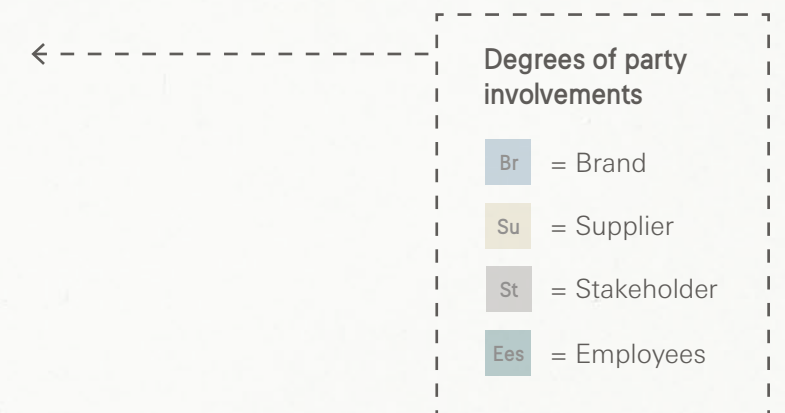 Degrees of party
involvements
Br = Brand
Su = Supplier
St = Stakeholder
Ees = Employees